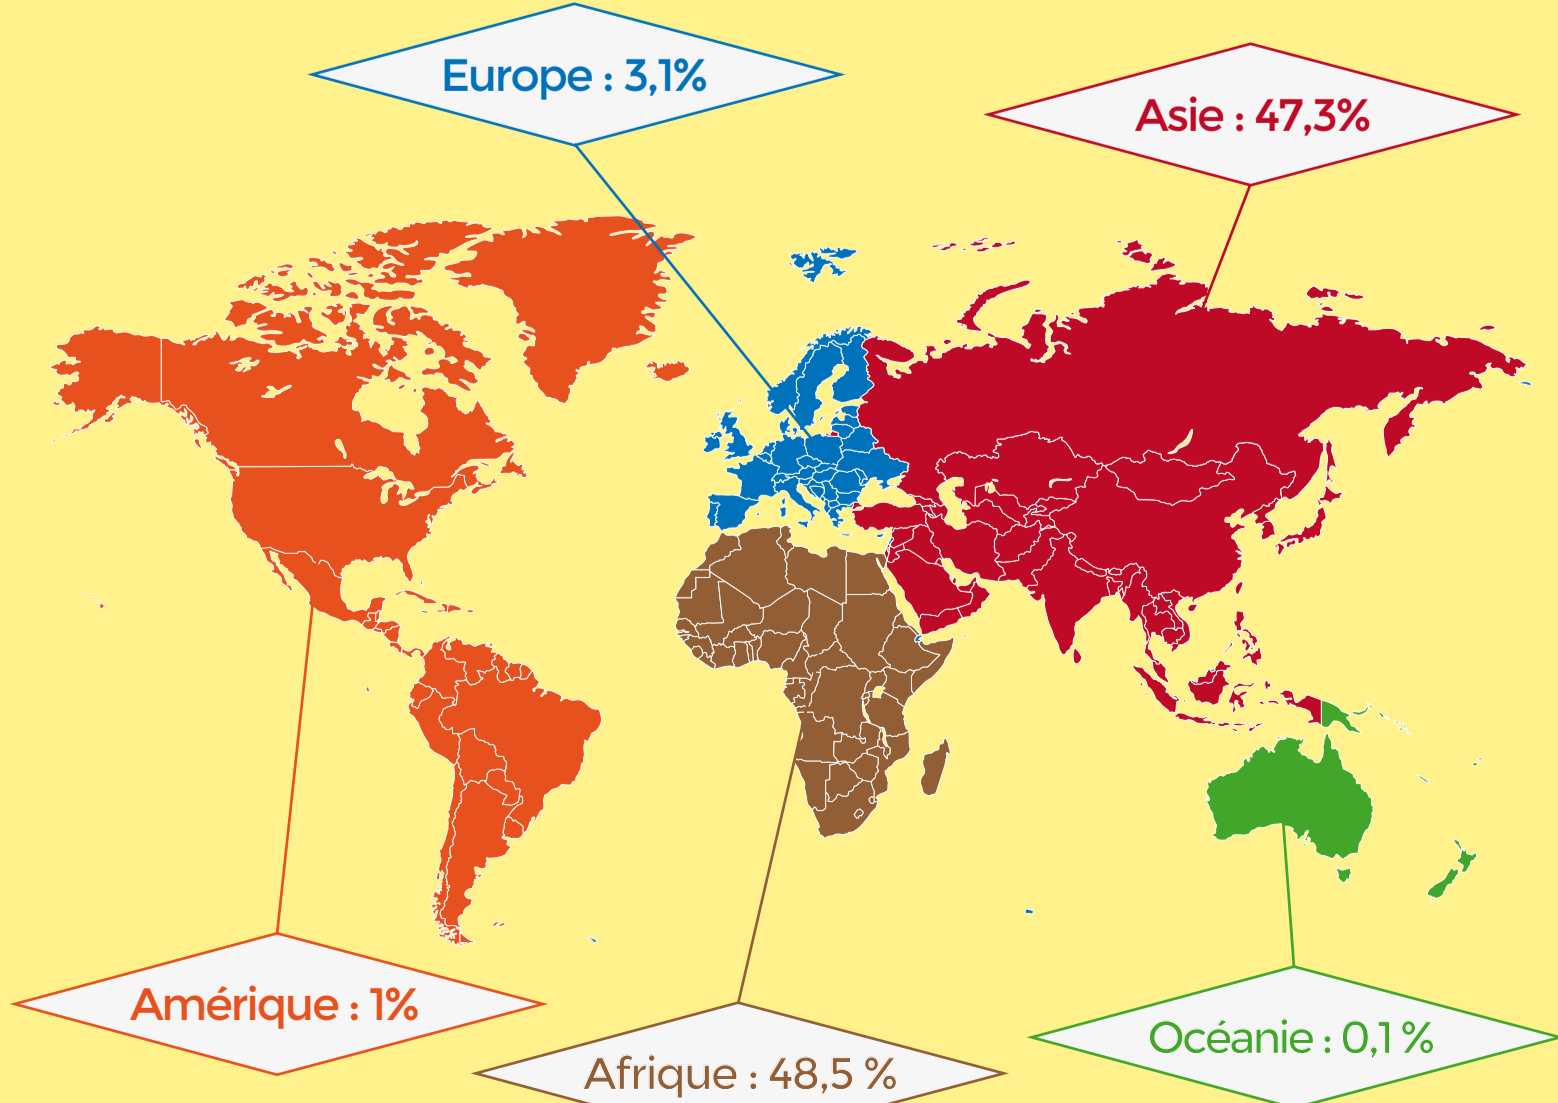 Europe : 3,1%
Asie : 47,3%
Amérique : 1%
Afrique : 48,5 %
Océanie : 0,1 %